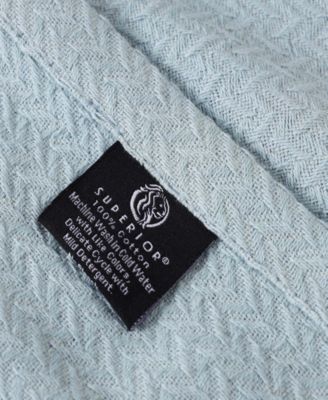 SUPERIOR®
100% Cotton
Machine Wash in Cold Water
with Like Colors,
Delicate Cycle with
Mild Detergent.